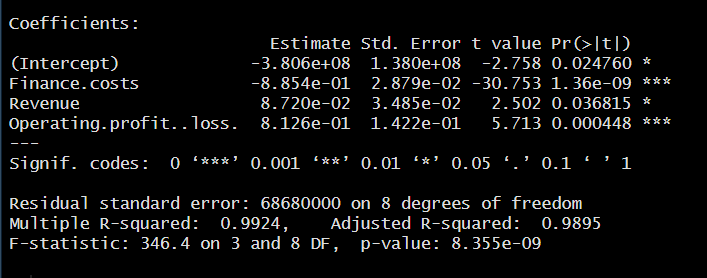 Coefficients:
                    Estimate Std. Error t value Pr(>|t|)
(Intercept)       -3.806e+08  1.380e+08  -2.758 0.024760 *
Finance.costs     -8.854e-01  2.879e-02 -30.753 1.36e-09 ***
Revenue            8.720e-02  3.485e-02   2.502 0.036815 *
Operating.profit..loss.  8.126e-01  1.422e-01   5.713 0.000448 ***
---
Signif. codes:  0 ‘***’ 0.001 ‘**’ 0.01 ‘*’ 0.05 ‘.’ 0.1 ‘ ’ 1
Residual standard error: 68680000 on 8 degrees of freedom
Multiple R-squared:  0.9924,    Adjusted R-squared:  0.9895
F-statistic: 346.4 on 3 and 8 DF,  p-value: 8.355e-09